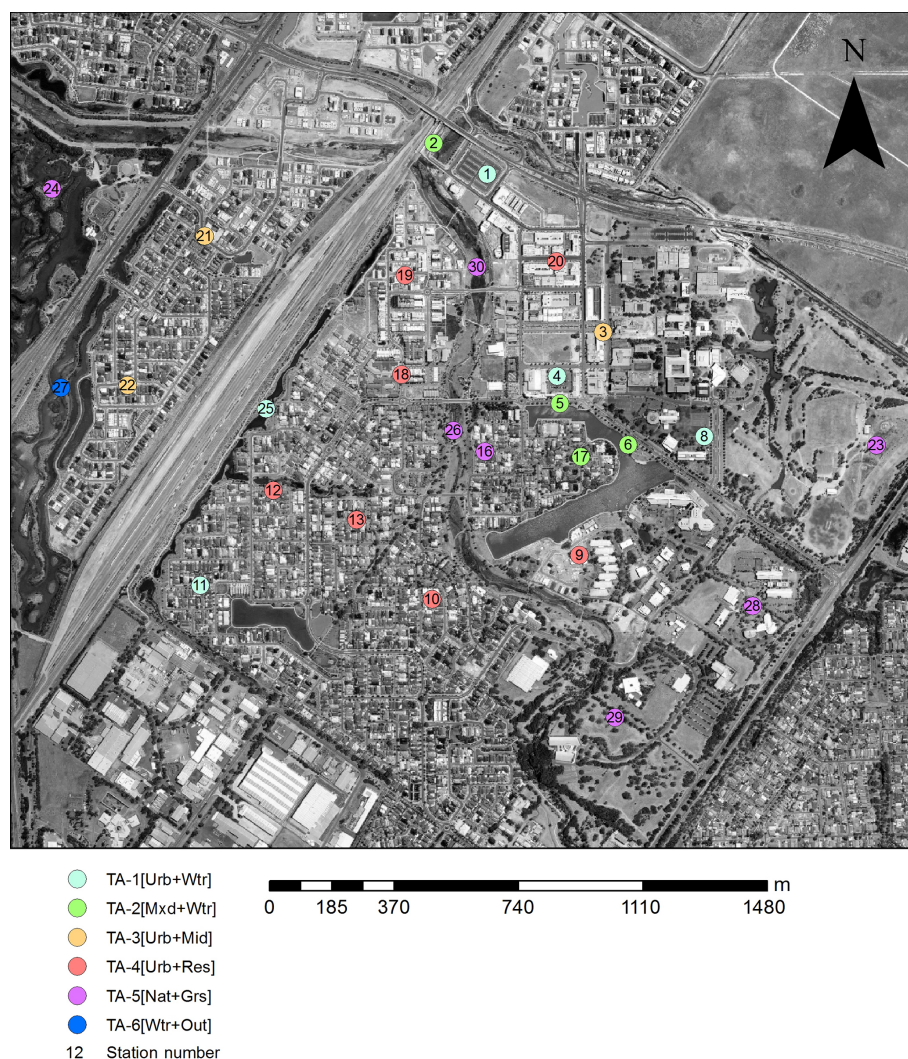 N
2
1
24
21
30
20
19
3
18
4
22
27
25
5
26
8
6
23
16
17
12
13
9
11
10
28
29
TA-1[Urb+Wtr]
TA-2[Mxd+Wtr]
TA-3[Urb+Mid]
TA-4[Urb+Res]
TA-5[Nat+Grs]
TA-6[Wtr+Out]
12 Station number
m
0 185 370 740 1110 1480